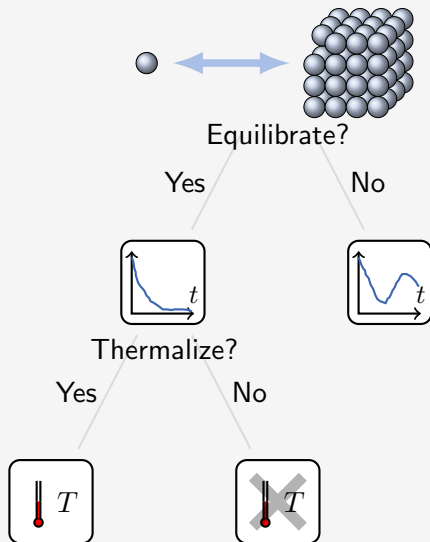 Equilibrate?
Yes No
t t
Thermalize?
Yes No
T T